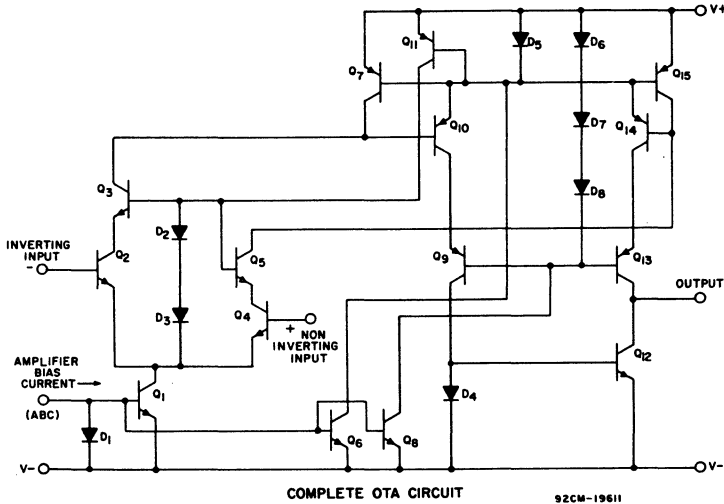 V+
Q11
D5
D6
Q7
Q15
Q10
D7
Q14
Q3
D2
D8
INVERTING
INPUT
-
Q2
Q5
Q9
Q13
D3
Q4
OUTPUT
+
NON
INVERTING
INPUT
AMPLIFIER
BIAS
CURRENT
(ABC)
Q1
Q12
D4
D1
Q6
Q8
V-
V-
COMPLETE OTA CIRCUIT
92CM-19611